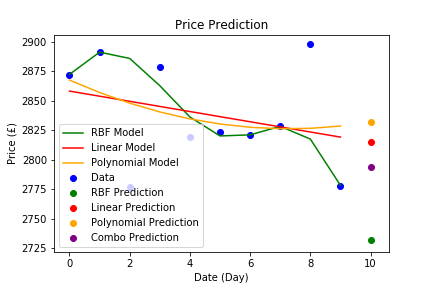 Price Prediction
2900
2875
2850
2825
2800
2775
2750
2725
Price (£)
RBF Model
Linear Model
Polynomial Model
Data
RBF Prediction
Linear Prediction
Polynomial Prediction
Combo Prediction
0 2 4 6 8 10
Date (Day)